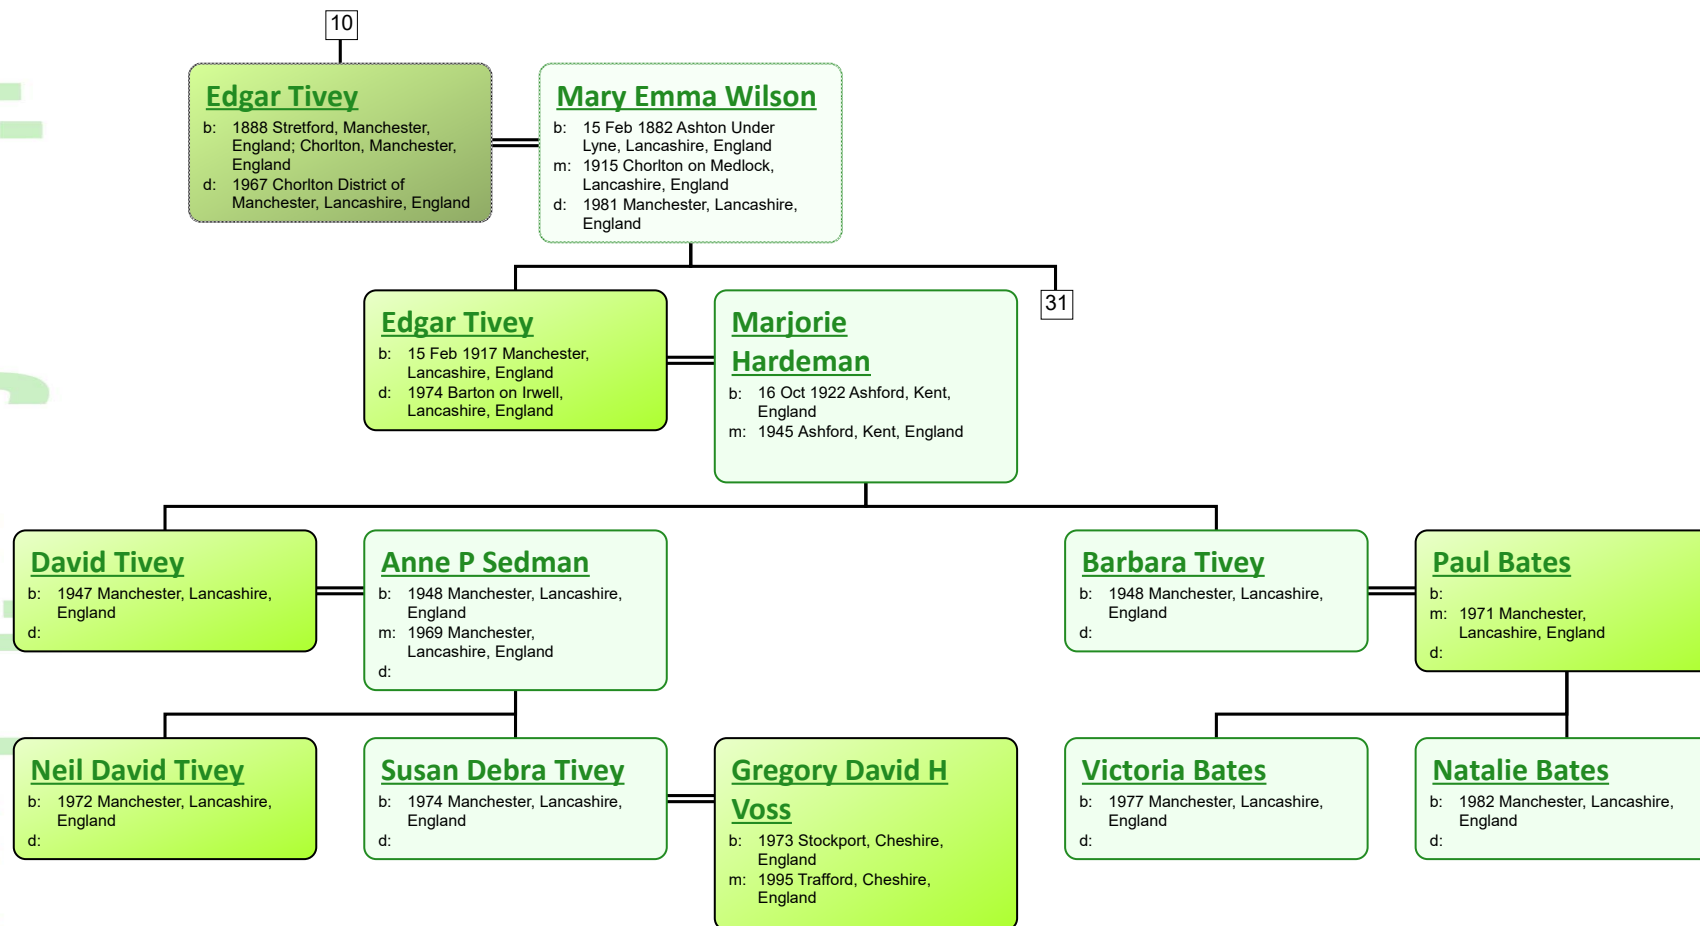 10
Edgar Tivey
b: 1888 Stretford, Manchester,
England; Chorlton, Manchester,
England
d: 1967 Chorlton District of
Manchester, Lancashire, England
Mary Emma Wilson
b: 15 Feb 1882 Ashton Under
Lyne, Lancashire, England
m: 1915 Chorlton on Medlock,
Lancashire, England
d: 1981 Manchester, Lancashire,
England
Edgar Tivey
b: 15 Feb 1917 Manchester,
Lancashire, England
d: 1974 Barton on Irwell,
Lancashire, England
Marjorie
Hardeman
b: 16 Oct 1922 Ashford, Kent,
England
m: 1945 Ashford, Kent, England
31
David Tivey
b: 1947 Manchester, Lancashire,
England
d:
Anne P Sedman
b: 1948 Manchester, Lancashire,
England
m: 1969 Manchester,
Lancashire, England
d:
Barbara Tivey
b: 1948 Manchester, Lancashire,
England
d:
Paul Bates
b:
m: 1971 Manchester,
Lancashire, England
d:
Neil David Tivey
b: 1972 Manchester, Lancashire,
England
d:
Susan Debra Tivey
b: 1974 Manchester, Lancashire,
England
d:
Gregory David H
Voss
b: 1973 Stockport, Cheshire,
England
m: 1995 Trafford, Cheshire,
England
Victoria Bates
b: 1977 Manchester, Lancashire,
England
d:
Natalie Bates
b: 1982 Manchester, Lancashire,
England
d: